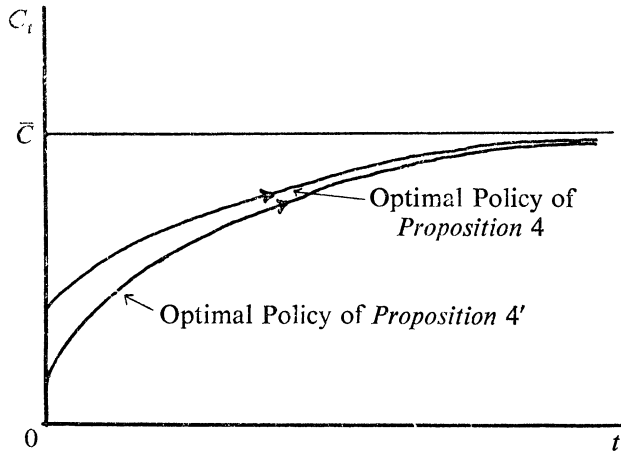 C_t
C̄
Optimal Policy of
Proposition 4
Optimal Policy of Proposition 4′
0
t